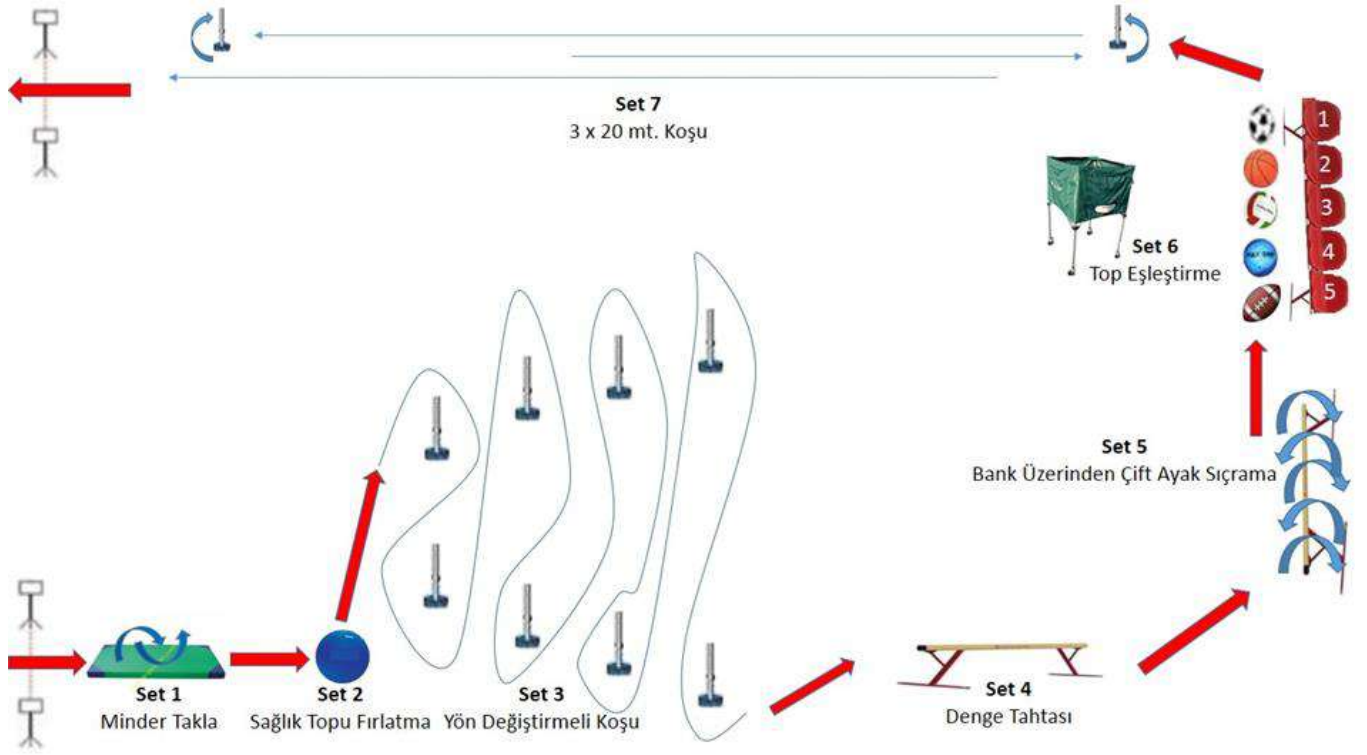 Set 7
3 x 20 mt. Koşu
1
2
3
4
5
Set 6
Top Eşleştirme
Set 5
Bank Üzerinden Çift Ayak Sıçrama
Set 1
Minder Takla
Set 2
Sağlık Topu Fırlatma
Set 3
Yön Değiştirmeli Koşu
Set 4
Denge Tahtası